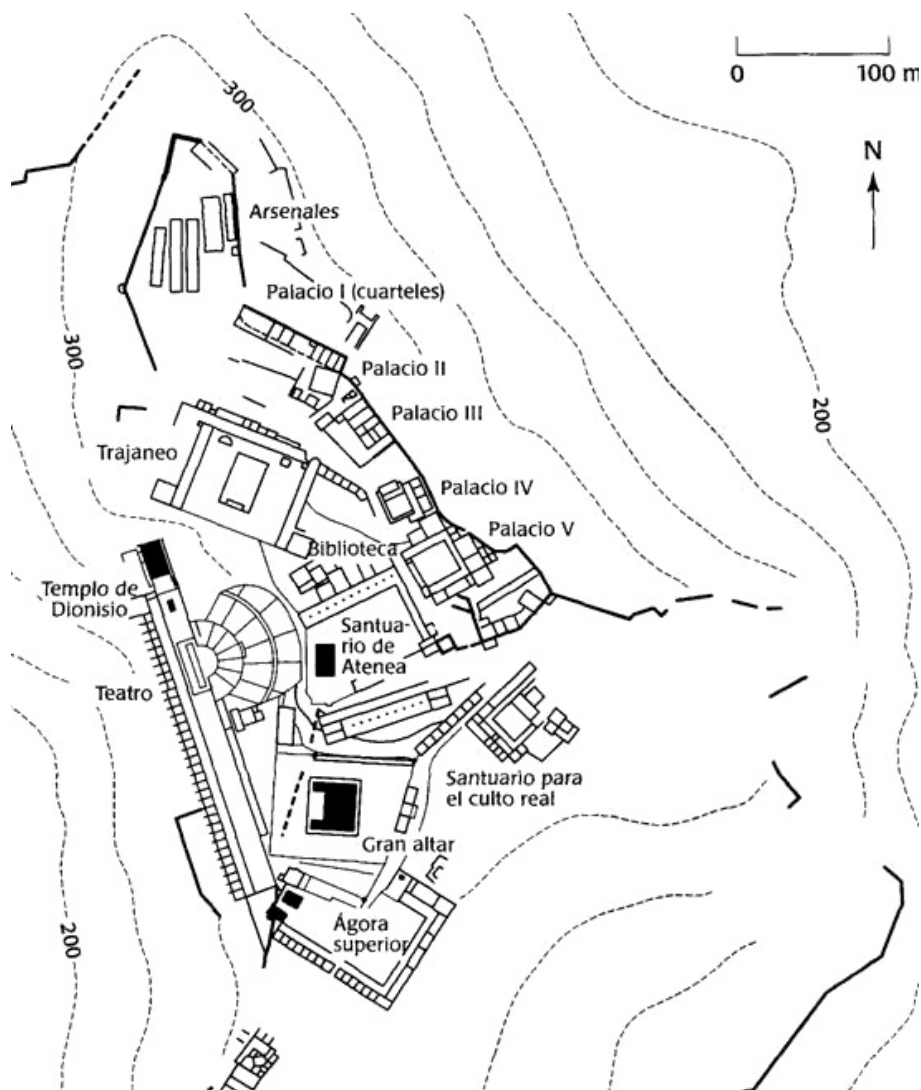 0 100 m
N
300
Arsenales
Palacio I (cuarteles)
300
Palacio II
Palacio III
200
Trajaneo
Palacio IV
Palacio V
Biblioteca
Templo de
Dionisio
Santua-
rio de
Atenea
Teatro
Santuario para
el culto real
Gran altar
Ágora
superior
200